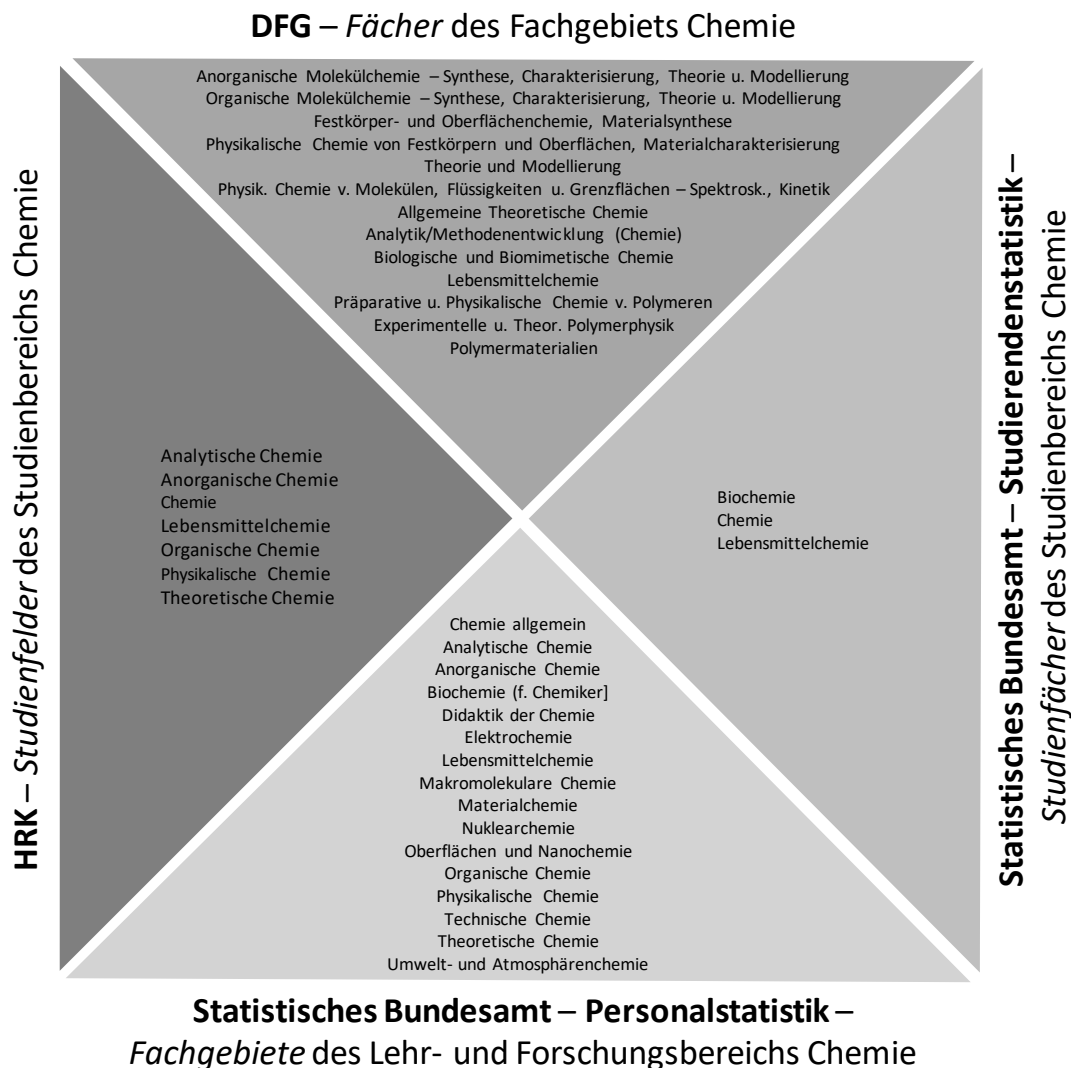 DFG – Fächer des Fachgebiets Chemie
Anorganische Molekülchemie – Synthese, Charakterisierung, Theorie u. Modellierung
Organische Molekülchemie – Synthese, Charakterisierung, Theorie u. Modellierung
Festkörper- und Oberflächenchemie, Materialsynthese
Physikalische Chemie von Festkörpern und Oberflächen, Materialcharakterisierung
Theorie und Modellierung
Physik. Chemie v. Molekülen, Flüssigkeiten u. Grenzflächen – Spektrosk., Kinetik
Allgemeine Theoretische Chemie
Analytik/Methodenentwicklung (Chemie)
Biologische und Biomimetische Chemie
Lebensmittelchemie
Präparative u. Physikalische Chemie v. Polymeren
Experimentelle u. Theor. Polymerphysik
Polymermaterialien
HRK – Studienfelder des Studienbereichs Chemie
Analytische Chemie
Anorganische Chemie
Chemie
Lebensmittelchemie
Organische Chemie
Physikalische Chemie
Theoretische Chemie
Biochemie
Chemie
Lebensmittelchemie
Statistisches Bundesamt – Studierendenstatistik –
Studienfächer des Studienbereichs Chemie
Chemie allgemein
Analytische Chemie
Anorganische Chemie
Biochemie (f. Chemiker]
Didaktik der Chemie
Elektrochemie
Lebensmittelchemie
Makromolekulare Chemie
Materialchemie
Nuklearchemie
Oberflächen und Nanochemie
Organische Chemie
Physikalische Chemie
Technische Chemie
Theoretische Chemie
Umwelt- und Atmosphärenchemie
Statistisches Bundesamt – Personalstatistik –
Fachgebiete des Lehr- und Forschungsbereichs Chemie